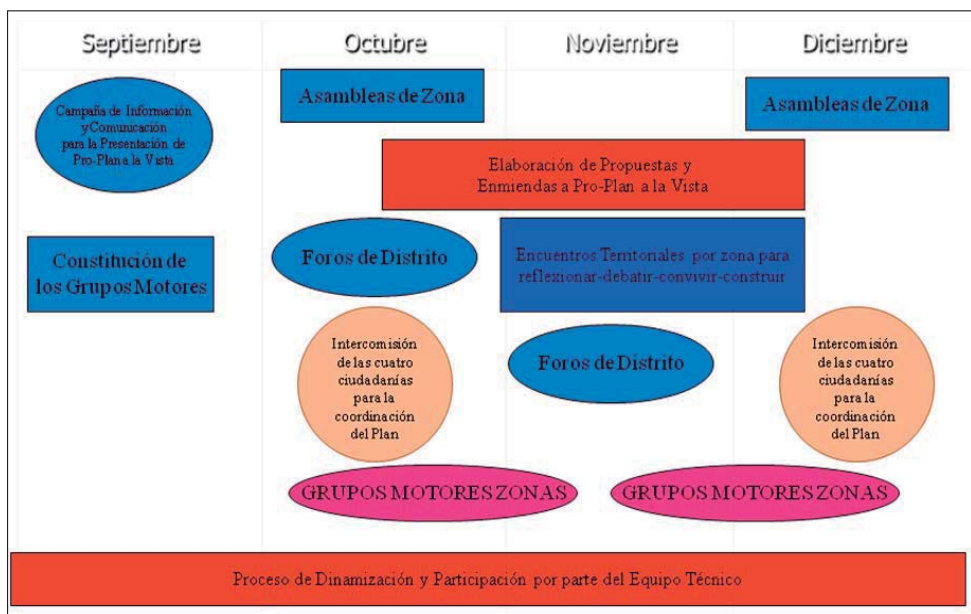 Septiembre
Octubre
Noviembre
Diciembre
Campaña de Información
y Comunicación
para la Presentación de
Pro-Plan a la Vista
Asambleas de Zona
Asambleas de Zona
Elaboración de Propuestas y
Enmiendas a Pro-Plan a la Vista
Constitución de
los Grupos Motores
Foros de Distrito
Encuentros Territoriales por zona para
reflexionar-debatir-convivir-construir
Intercomisión
de las cuatro
ciudadanías
para la
coordinación
del Plan
Foros de Distrito
Intercomisión
de las cuatro
ciudadanías
para la
coordinación
del Plan
GRUPOS MOTORES ZONAS
GRUPOS MOTORES ZONAS
Proceso de Dinamización y Participación por parte del Equipo Técnico